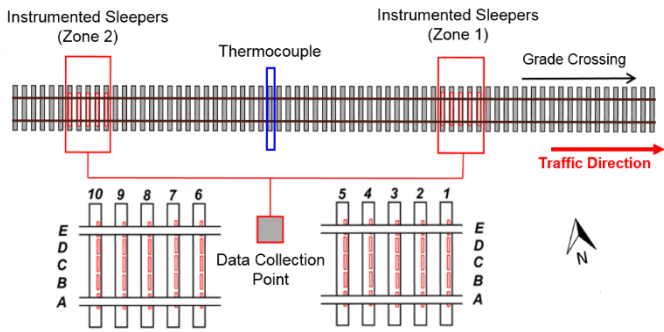 Instrumented Sleepers
(Zone 2)
Instrumented Sleepers
(Zone 1)
Thermocouple
Grade Crossing
Traffic Direction
10 9 8 7 6
5 4 3 2 1
E
D
C
B
A
E
D
C
B
A
Data Collection
Point
N